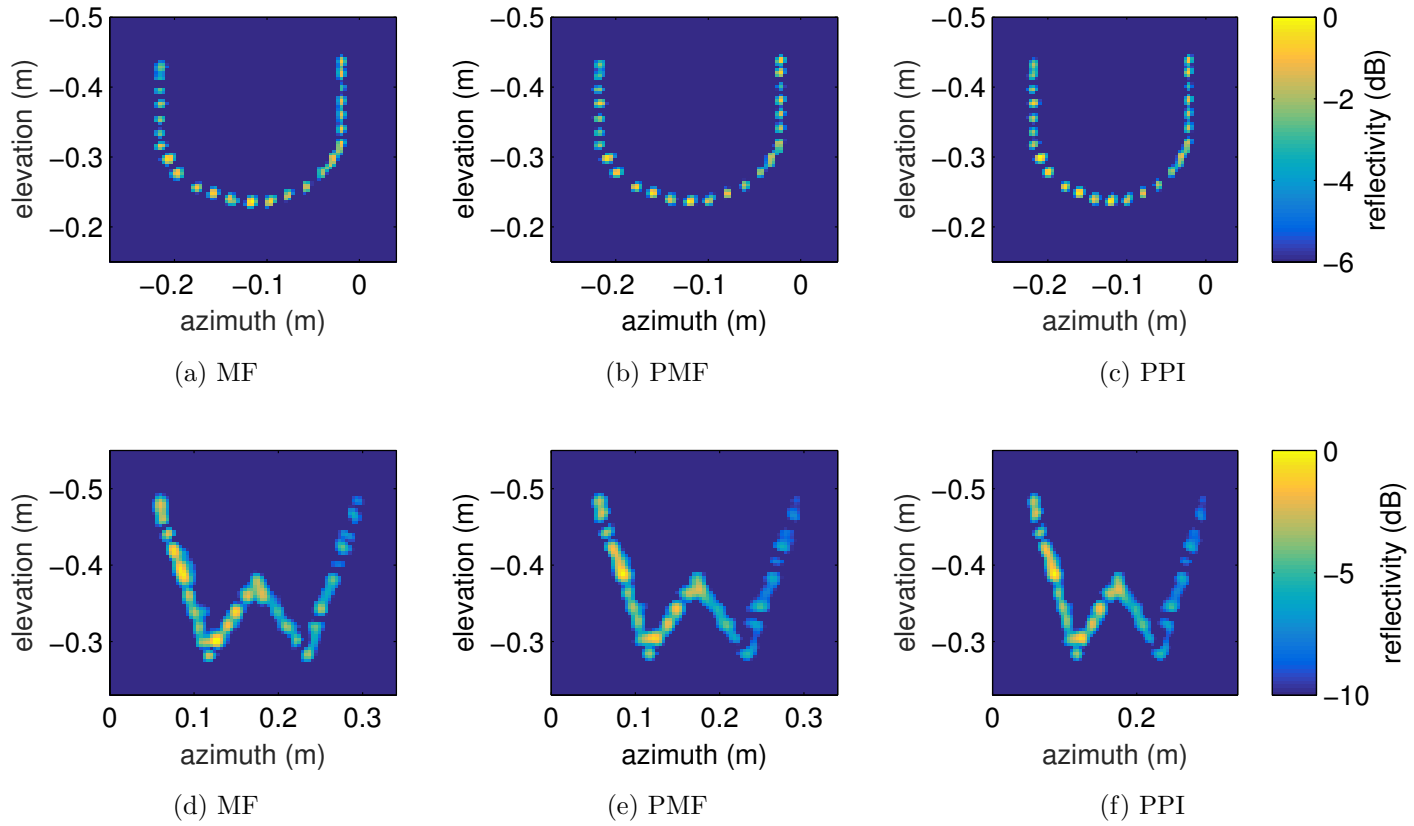 −0.5
−0.4
−0.3
−0.2
elevation (m)
−0.2 −0.1 0
azimuth (m)
(a) MF
−0.5
−0.4
−0.3
−0.2
elevation (m)
−0.2 −0.1 0
azimuth (m)
(b) PMF
−0.5
−0.4
−0.3
−0.2
elevation (m)
−0.2 −0.1 0
azimuth (m)
(c) PPI
0
−2
−4
−6
reflectivity (dB)
−0.5
−0.4
−0.3
elevation (m)
0 0.1 0.2 0.3
azimuth (m)
(d) MF
−0.5
−0.4
−0.3
elevation (m)
0 0.1 0.2 0.3
azimuth (m)
(e) PMF
−0.5
−0.4
−0.3
elevation (m)
0 0.2
azimuth (m)
(f) PPI
0
−5
−10
reflectivity (dB)